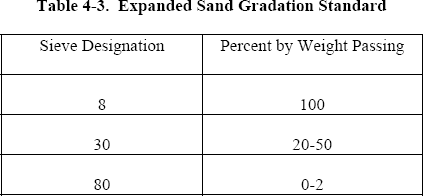 Table 4-3. Expanded Sand Gradation Standard
Sieve Designation Percent by Weight Passing
8 100
30 20-50
80 0-2